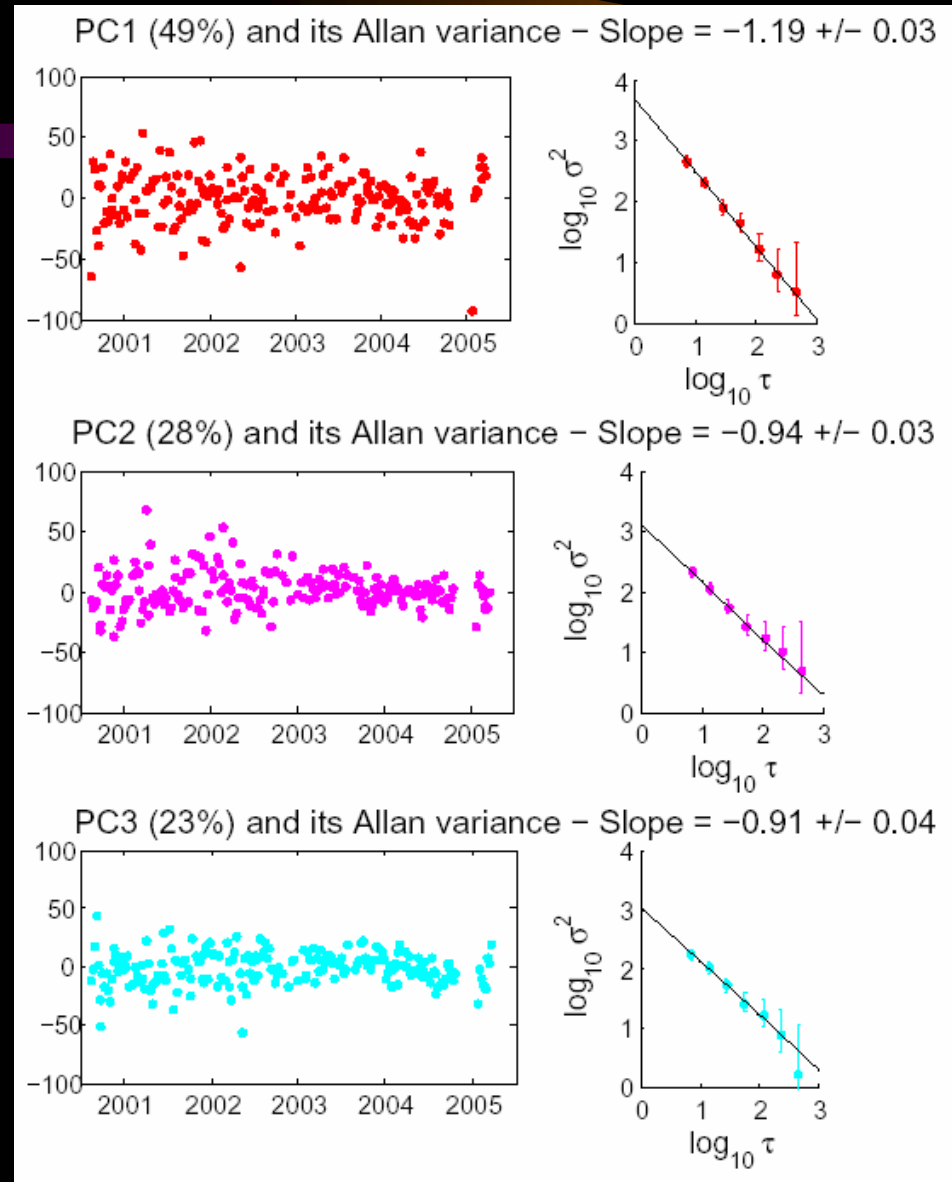 PC1 (49%) and its Allan variance − Slope = −1.19 +/− 0.03
100
50
0
−50
−100
2001 2002 2003 2004 2005
log10 σ2
4
3
2
1
0
0 1 2 3
log10 τ
PC2 (28%) and its Allan variance − Slope = −0.94 +/− 0.03
100
50
0
−50
−100
2001 2002 2003 2004 2005
log10 σ2
4
3
2
1
0
0 1 2 3
log10 τ
PC3 (23%) and its Allan variance − Slope = −0.91 +/− 0.04
100
50
0
−50
−100
2001 2002 2003 2004 2005
log10 σ2
4
3
2
1
0
0 1 2 3
log10 τ